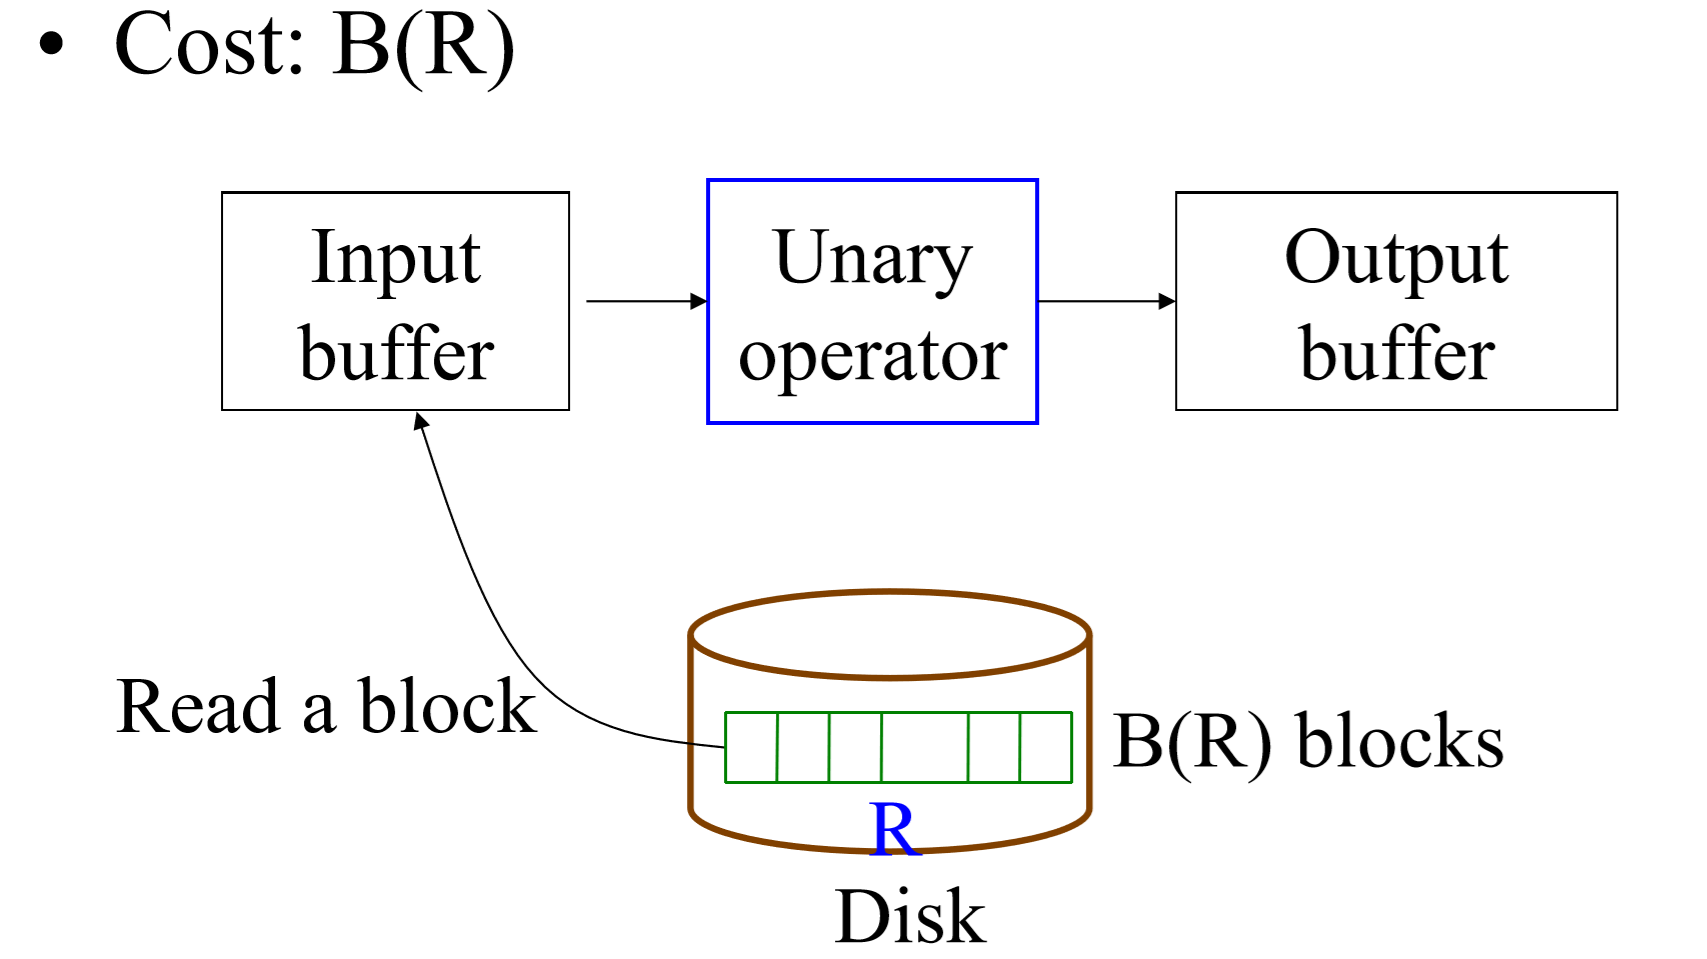 • Cost: B(R)
Input
buffer
Unary
operator
Output
buffer
Read a block
B(R) blocks
R
Disk